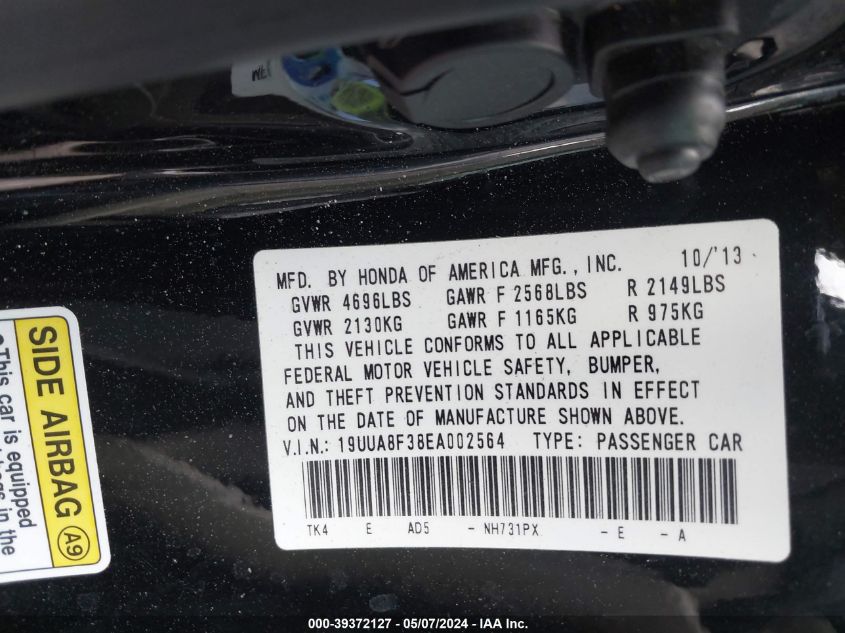 MFD. BY HONDA OF AMERICA MFG., INC. 10/'13
GVWR 4696LBS GAWR F 2568LBS R 2149LBS
GVWR 2130KG GAWR F 1165KG R 975KG
THIS VEHICLE CONFORMS TO ALL APPLICABLE
FEDERAL MOTOR VEHICLE SAFETY, BUMPER,
AND THEFT PREVENTION STANDARDS IN EFFECT
ON THE DATE OF MANUFACTURE SHOWN ABOVE.
V.I.N.: 19UUA8F38EA002564 TYPE: PASSENGER CAR
TK4 E AD5 - NH731PX - E - A
SIDE AIRBAG A9
This car is equipped
in the
000-39372127 - 05/07/2024 - IAA Inc.